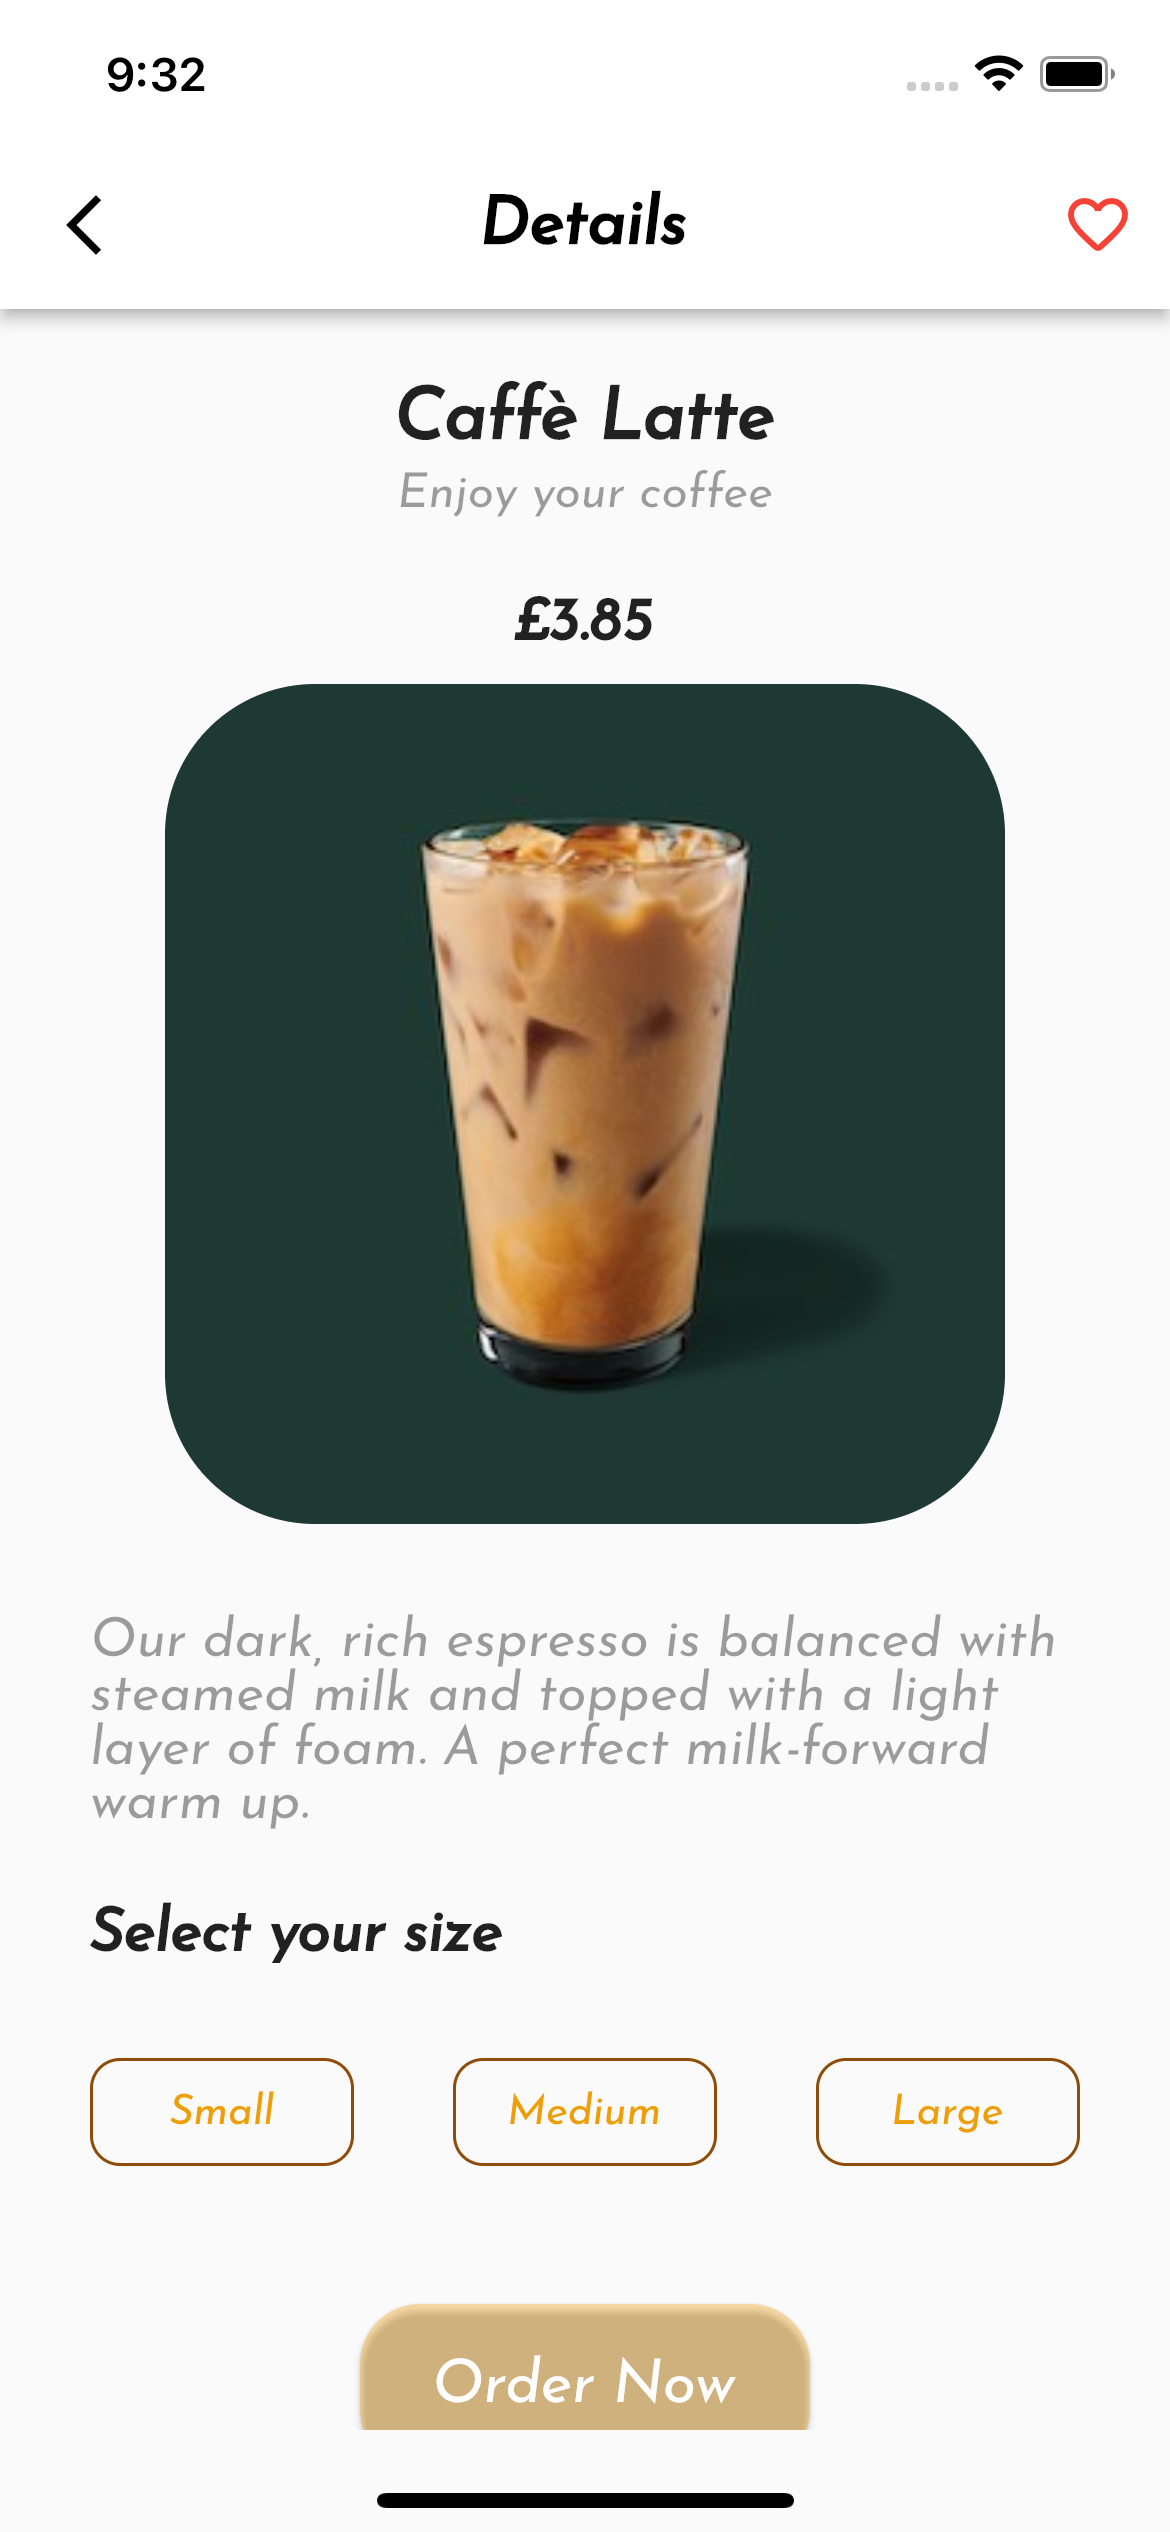 9:32
Details
Caffè Latte
Enjoy your coffee
£3.85
Our dark, rich espresso is balanced with
steamed milk and topped with a light
layer of foam. A perfect milk-forward
warm up.
Select your size
Small Medium Large
Order Now